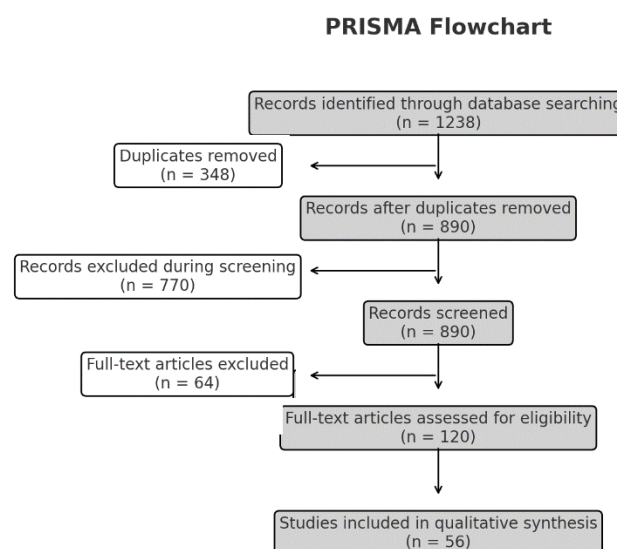 PRISMA Flowchart
Records identified through database searching
(n = 1238)
Duplicates removed
(n = 348)
Records after duplicates removed
(n = 890)
Records excluded during screening
(n = 770)
Records screened
(n = 890)
Full-text articles excluded
(n = 64)
Full-text articles assessed for eligibility
(n = 120)
Studies included in qualitative synthesis
(n = 56)